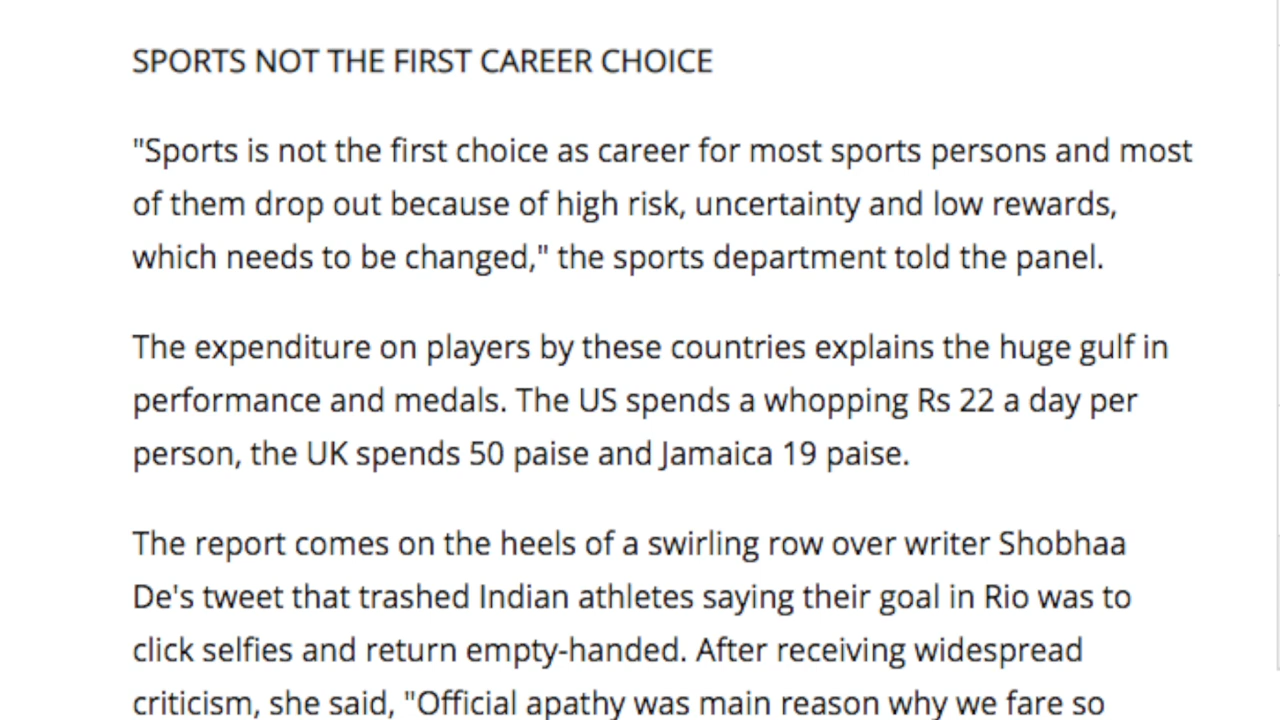 SPORTS NOT THE FIRST CAREER CHOICE
"Sports is not the first choice as career for most sports persons and most
of them drop out because of high risk, uncertainty and low rewards,
which needs to be changed," the sports department told the panel.
The expenditure on players by these countries explains the huge gulf in
performance and medals. The US spends a whopping Rs 22 a day per
person, the UK spends 50 paise and Jamaica 19 paise.
The report comes on the heels of a swirling row over writer Shobhaa
De's tweet that trashed Indian athletes saying their goal in Rio was to
click selfies and return empty-handed. After receiving widespread
criticism, she said, "Official apathy was main reason why we fare so